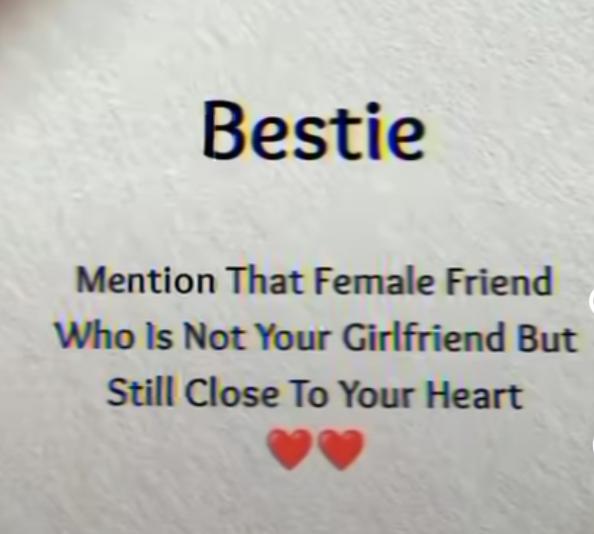 Bestie
Mention That Female Friend
Who Is Not Your Girlfriend But
Still Close To Your Heart
❤️❤️